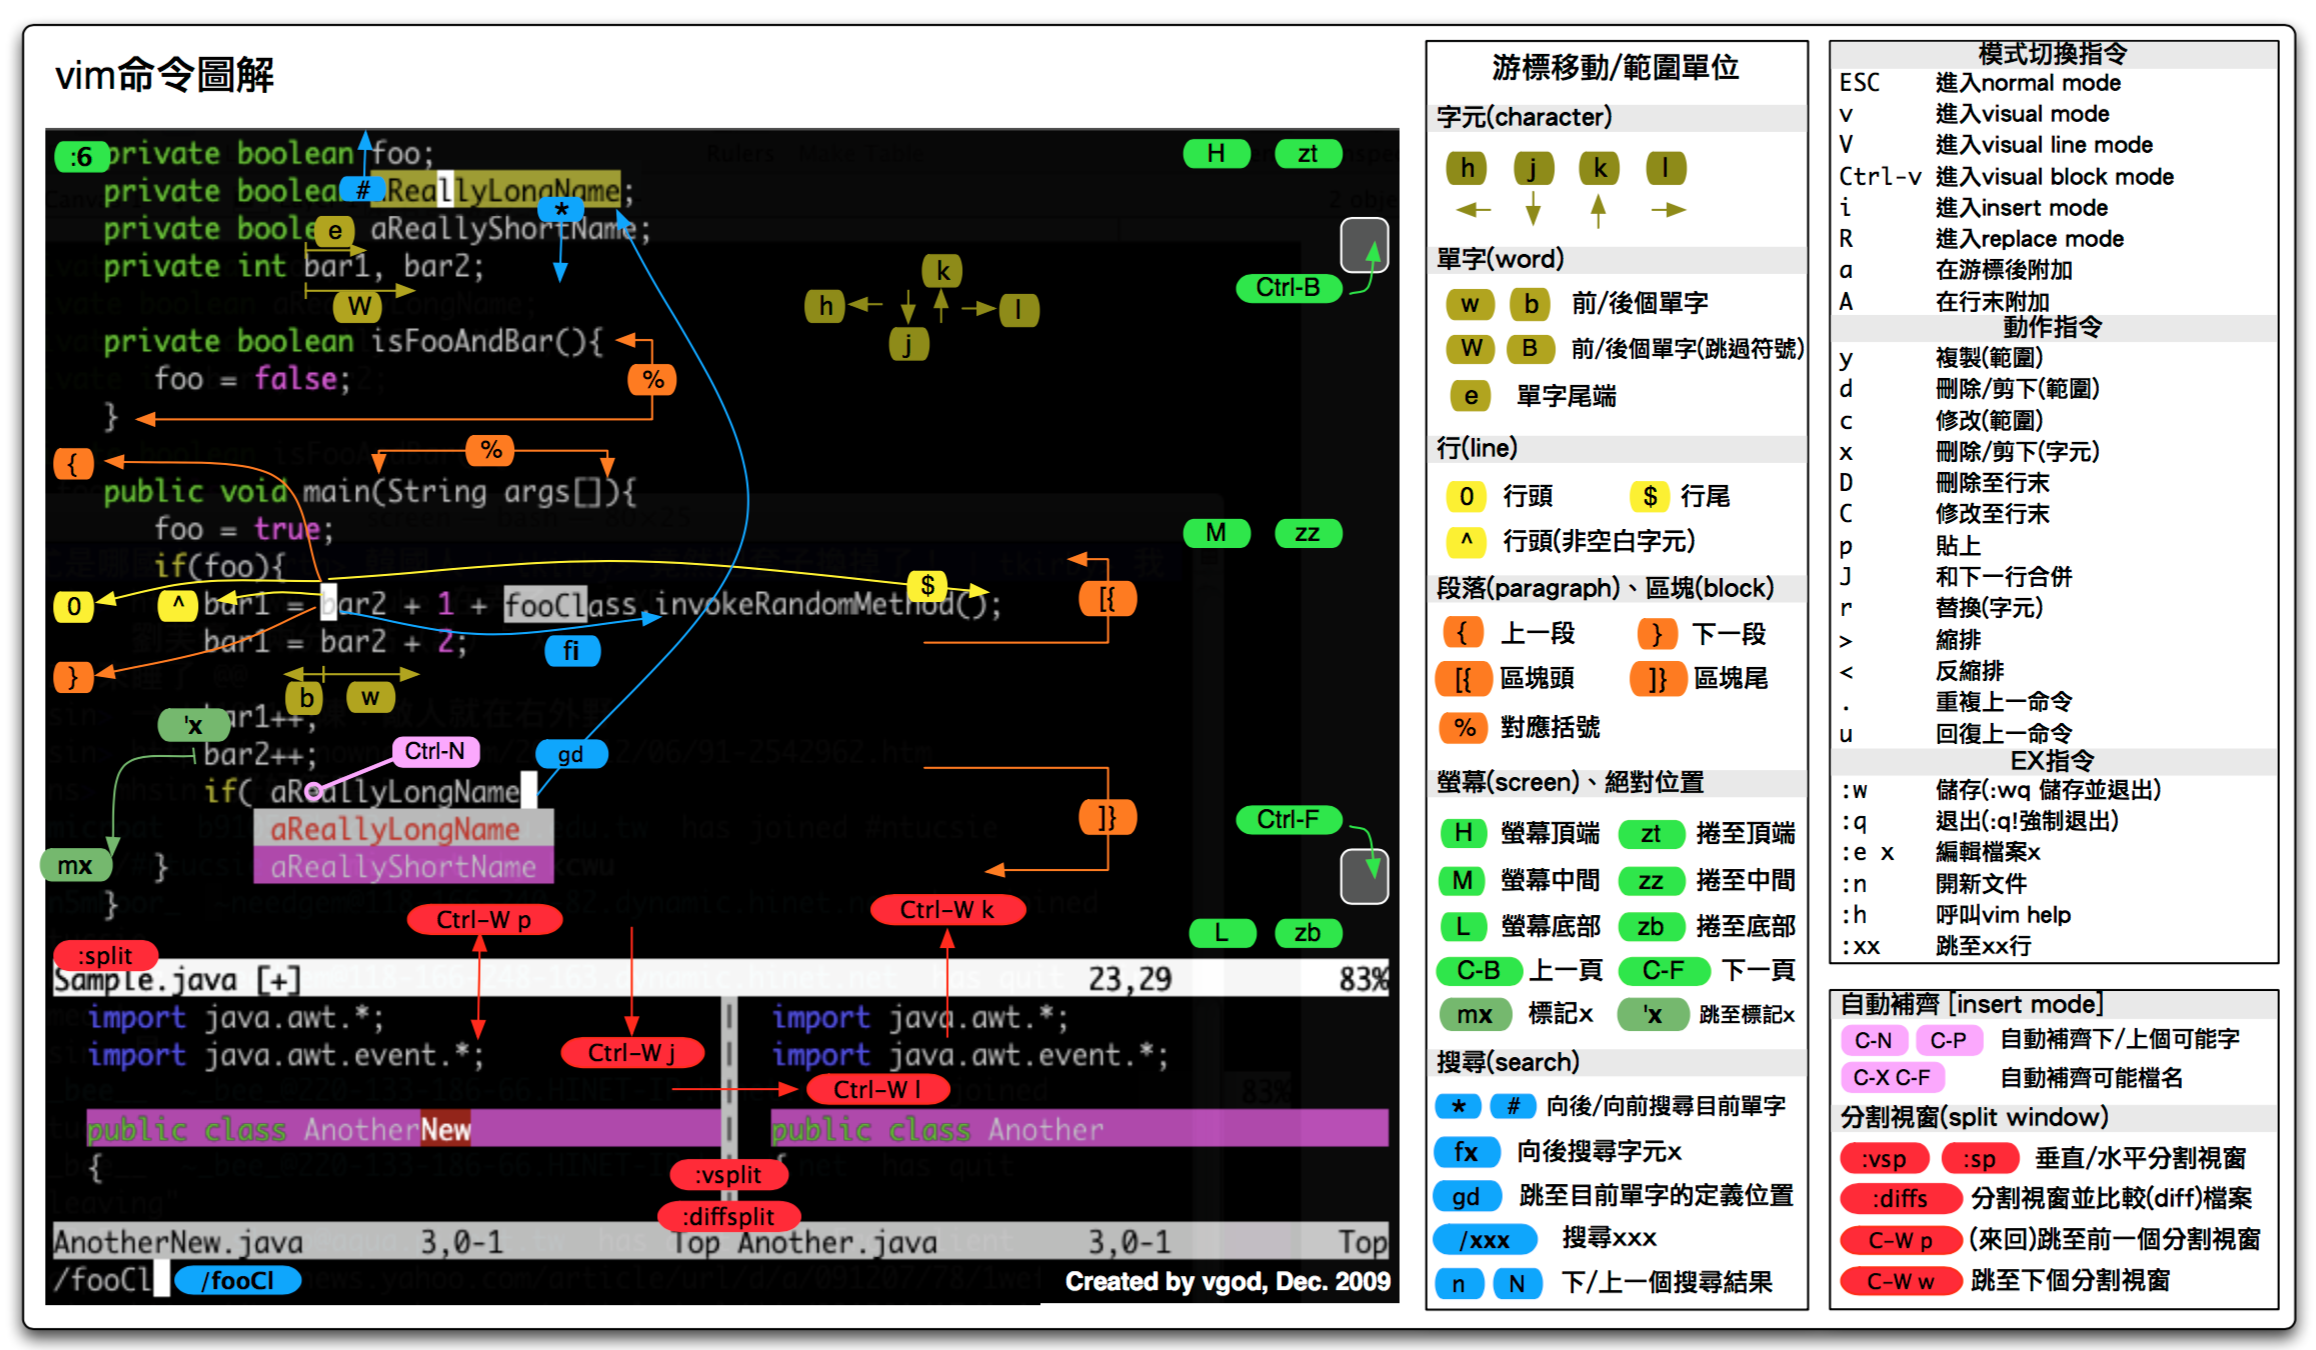 vim命令圖解
:6 private boolean foo; H zt
private boolean # aReallyLongName;
*
private boole e aReallyShortName;
private int bar1, bar2;
k
Ctrl-B
W
h l
j
private boolean isFooAndBar(){
foo = false; %
}
{ %
public void main(String args[]){
foo = true; M zz
if(foo){
0 ^ bar1 = bar2 + 1 + fooClass.invokeRandomMethod(); $ [{
bar1 = bar2 + 2; fi
}
b w
'x bar1++;
bar2++; Ctrl-N gd
if( aReallyLongName
aReallyLongName Ctrl-F ]}
mx } aReallyShortName
}
Ctrl-W p Ctrl-W k
L zb
:split
Sample.java [+] 23,29 83%
import java.awt.*; import java.awt.*;
import java.awt.event.*; Ctrl-W j import java.awt.event.*;
Ctrl-W l
public class AnotherNew public class Another
{ :vsplit {
:diffsplit
AnotherNew.java 3,0-1 Top Another.java 3,0-1 Top
/fooCl /fooCl Created by vgod, Dec. 2009
游標移動/範圍單位
字元(character)
h j k l
單字(word)
w b 前/後個單字
W B 前/後個單字(跳過符號)
e 單字尾端
行(line)
0 行頭 $ 行尾
^ 行頭(非空白字元)
段落(paragraph)、區塊(block)
{ 上一段 } 下一段
[{ 區塊頭 ]} 區塊尾
% 對應括號
螢幕(screen)、絕對位置
H 螢幕頂端 zt 捲至頂端
M 螢幕中間 zz 捲至中間
L 螢幕底部 zb 捲至底部
C-B 上一頁 C-F 下一頁
mx 標記x 'x 跳至標記x
搜尋(search)
* # 向後/向前搜尋目前單字
fx 向後搜尋字元x
gd 跳至目前單字的定義位置
/xxx 搜尋xxx
n N 下/上一個搜尋結果
模式切換指令
ESC 進入normal mode
v 進入visual mode
V 進入visual line mode
Ctrl-v 進入visual block mode
i 進入insert mode
R 進入replace mode
a 在游標後附加
A 在行末附加
動作指令
y 複製(範圍)
d 刪除/剪下(範圍)
c 修改(範圍)
x 刪除/剪下(字元)
D 刪除至行末
C 修改至行末
p 貼上
J 和下一行合併
r 替換(字元)
> 縮排
< 反縮排
. 重複上一命令
u 回復上一命令
EX指令
:w 儲存(:wq 儲存並退出)
:q 退出(:q!強制退出)
:e x 編輯檔案x
:n 開新文件
:h 呼叫vim help
:xx 跳至xx行
自動補齊 [insert mode]
C-N C-P 自動補齊下/上個可能字
C-X C-F 自動補齊可能檔名
分割視窗(split window)
:vsp :sp 垂直/水平分割視窗
:diffs 分割視窗並比較(diff)檔案
C-W p (來回)跳至前一個分割視窗
C-W w 跳至下個分割視窗